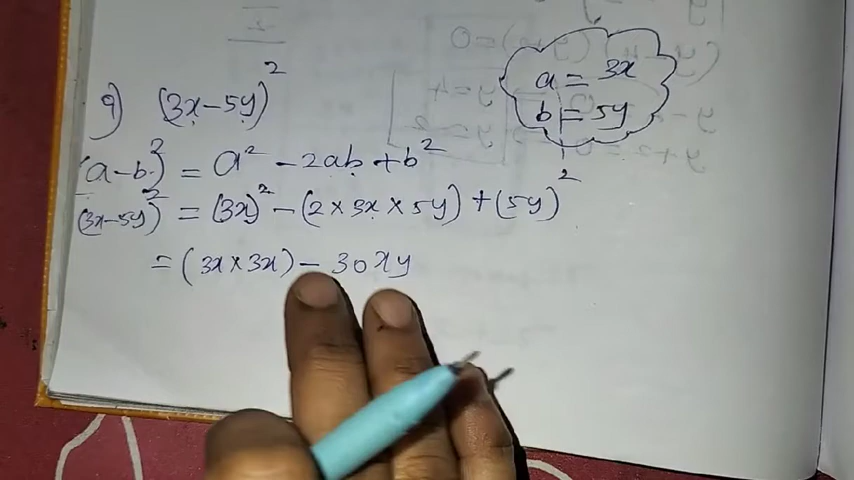 9) (3x-5y)²
a = 3x
b = 5y
(a-b)² = a² - 2ab + b²
(3x-5y)² = (3x)² - (2×3x×5y) + (5y)²
= (3x×3x) - 30xy